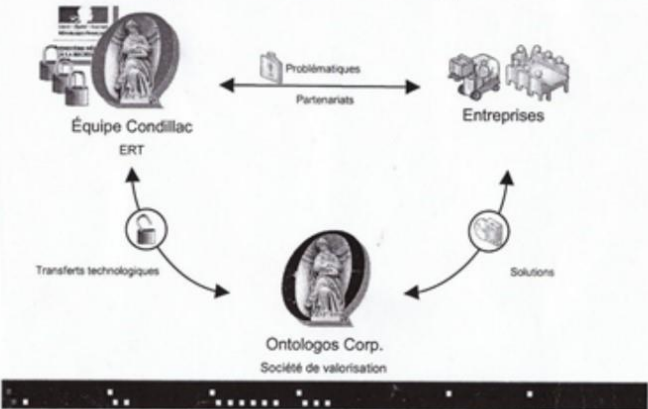 Problématiques
Partenariats
Équipe Condillac
ERT
Entreprises
Transferts technologiques
Solutions
Ontologos Corp.
Société de valorisation